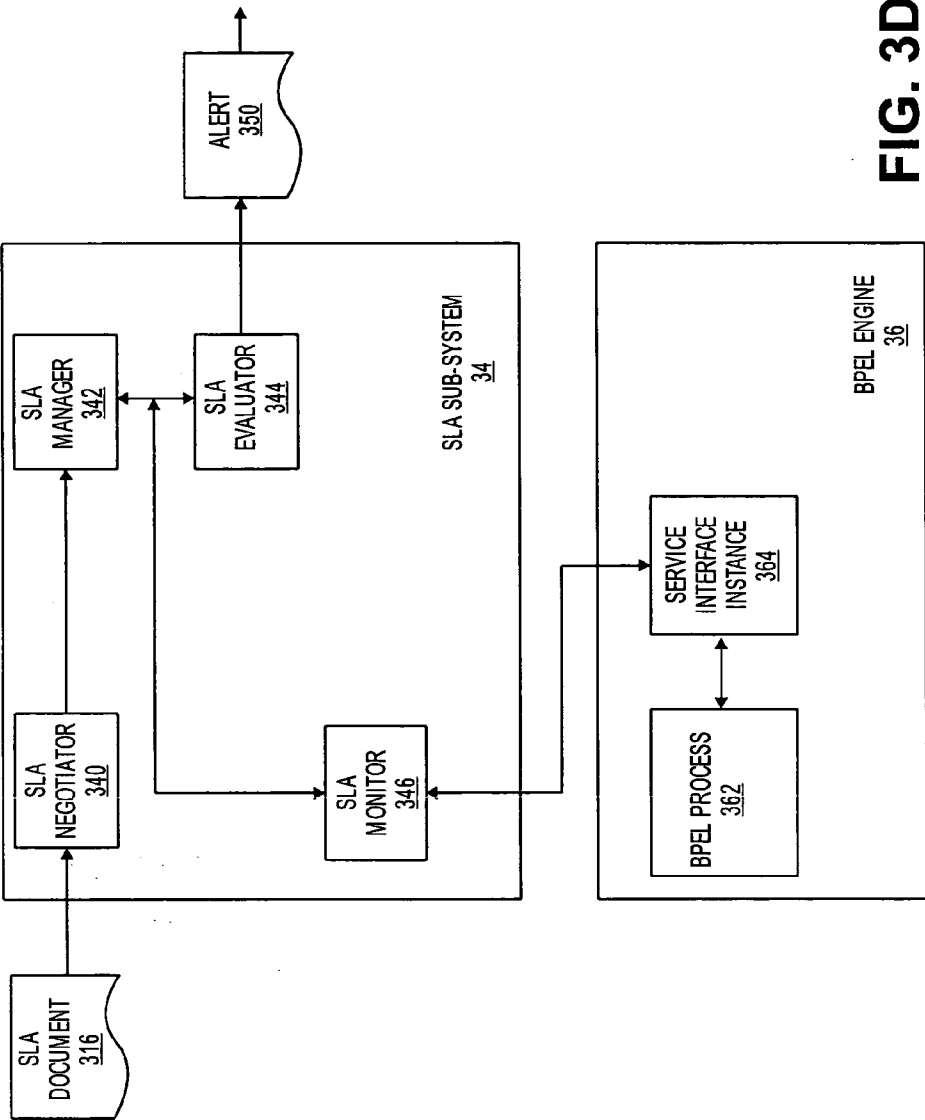 SLA
DOCUMENT
316
SLA
NEGOTIATOR
340
SLA
MANAGER
342
SLA
MONITOR
346
SLA
EVALUATOR
344
ALERT
350
SLA SUB-SYSTEM
34
BPEL PROCESS
362
SERVICE
INTERFACE
INSTANCE
364
BPEL ENGINE
36
FIG. 3D